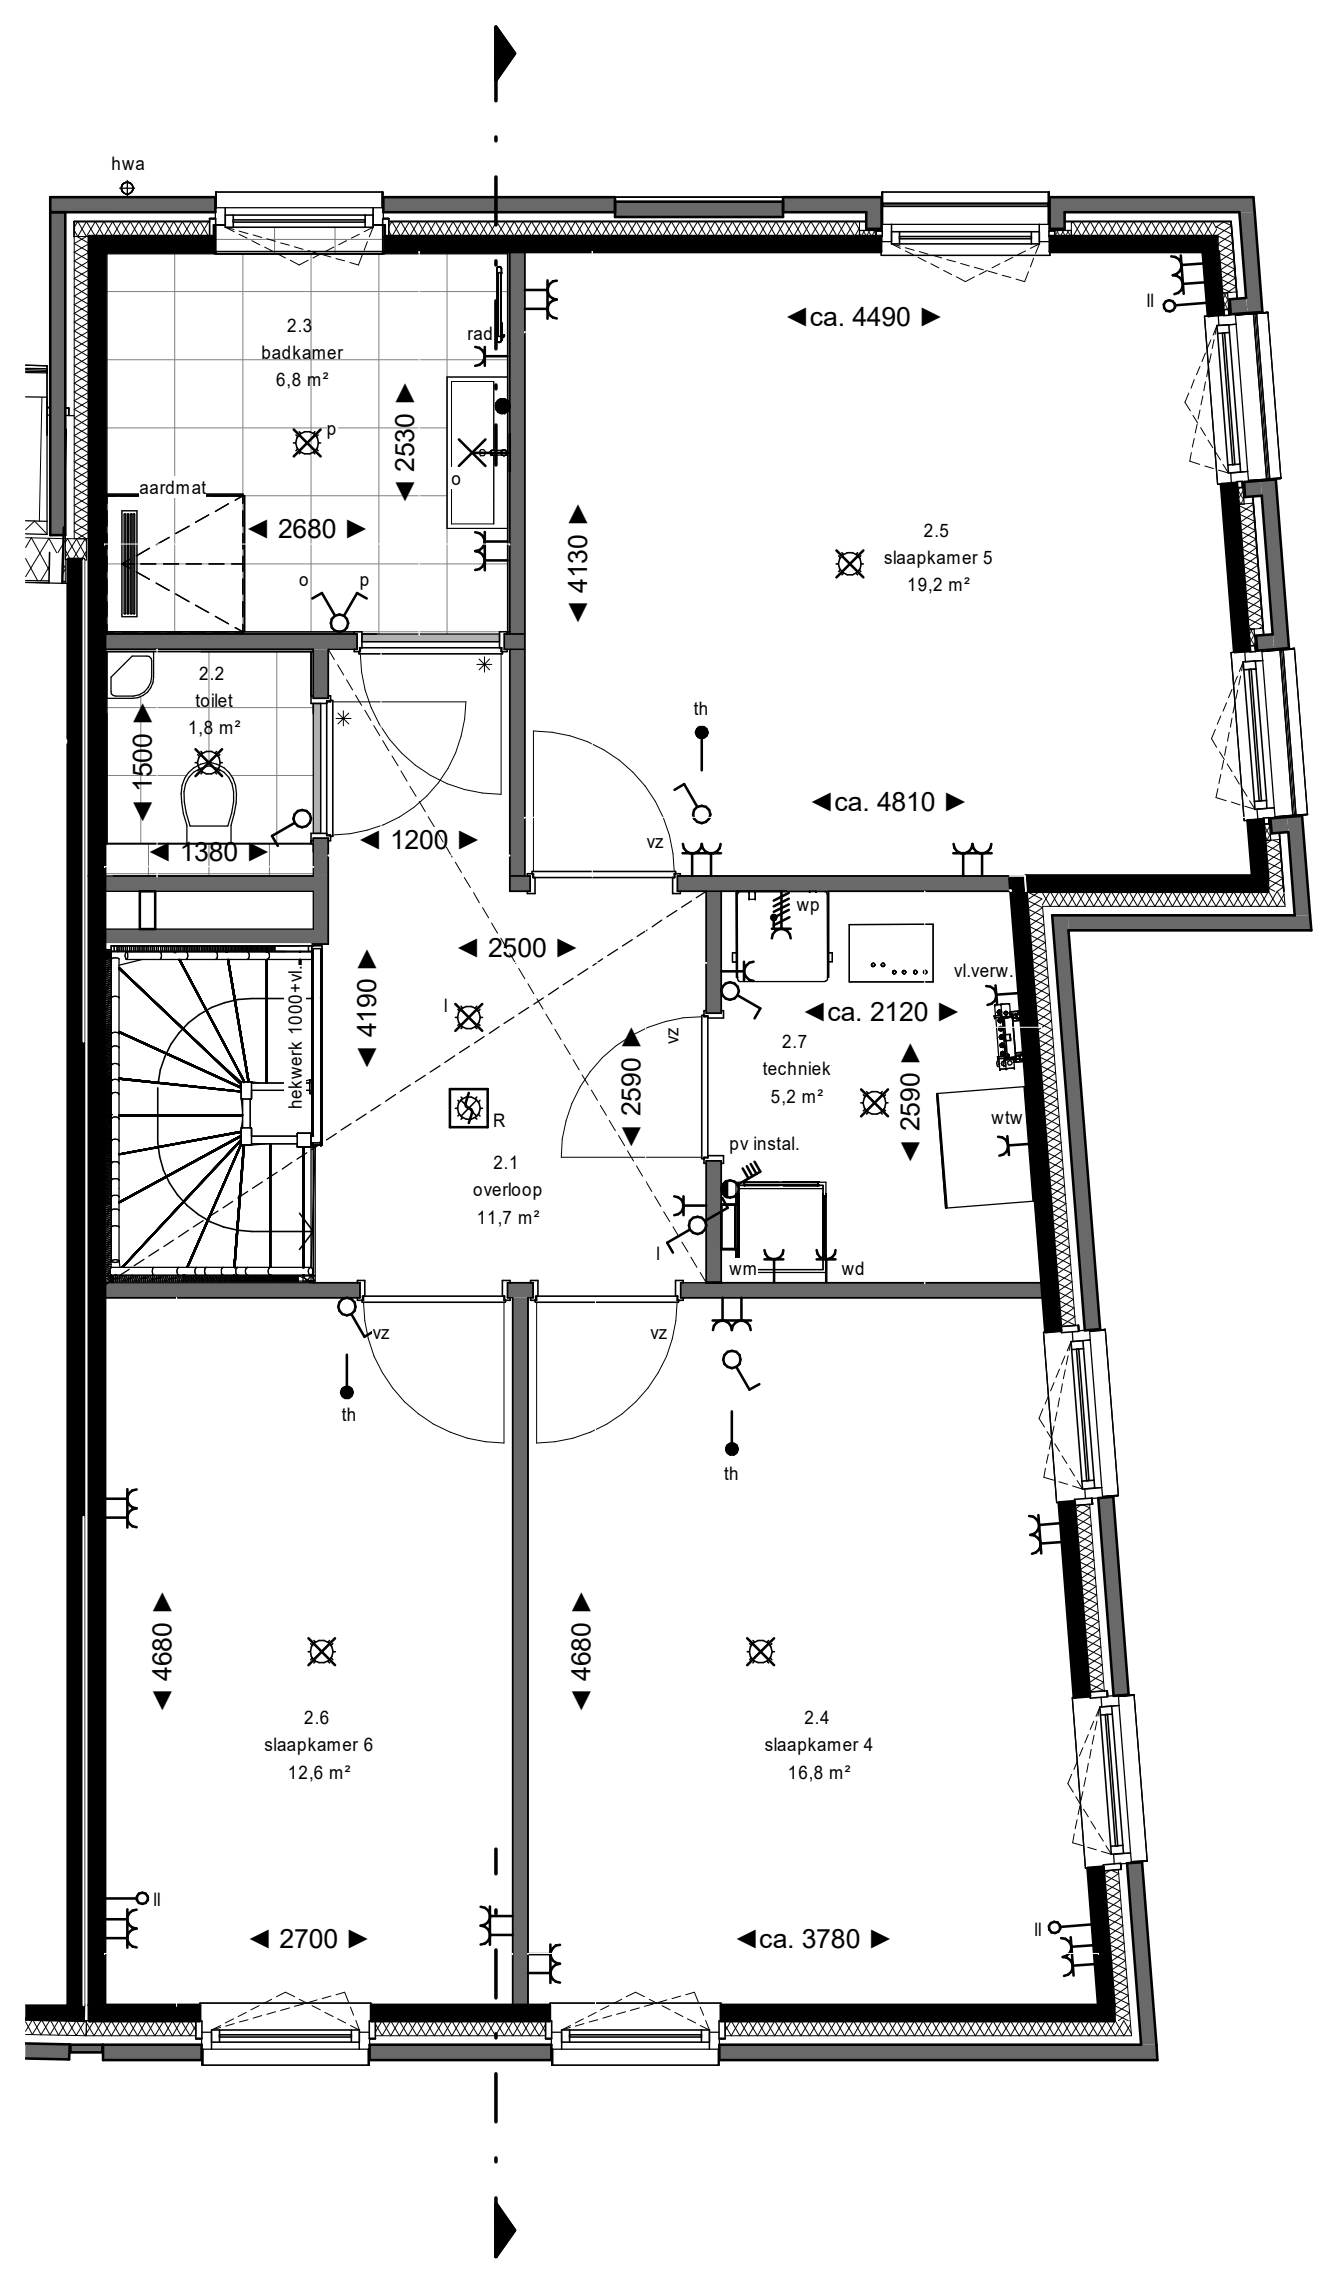 hwa
ca. 4490
ll
2.3
badkamer
6,8 m²
rad
2530
p
o
aardmat
2680
o
p
4130
2.5
slaapkamer 5
19,2 m²
2.2
toilet
1,8 m²
1500
1380
1200
th
vz
ca. 4810
wp
2500
4190
hekwerk 1000+vl.
l
vz
vl.verw.
ca. 2120
2.7
techniek
5,2 m²
2590
2590
R
wtw
pv instal.
2.1
overloop
11,7 m²
l
wm
wd
vz
vz
th
th
4680
4680
2.6
slaapkamer 6
12,6 m²
2.4
slaapkamer 4
16,8 m²
ll
ll
2700
ca. 3780